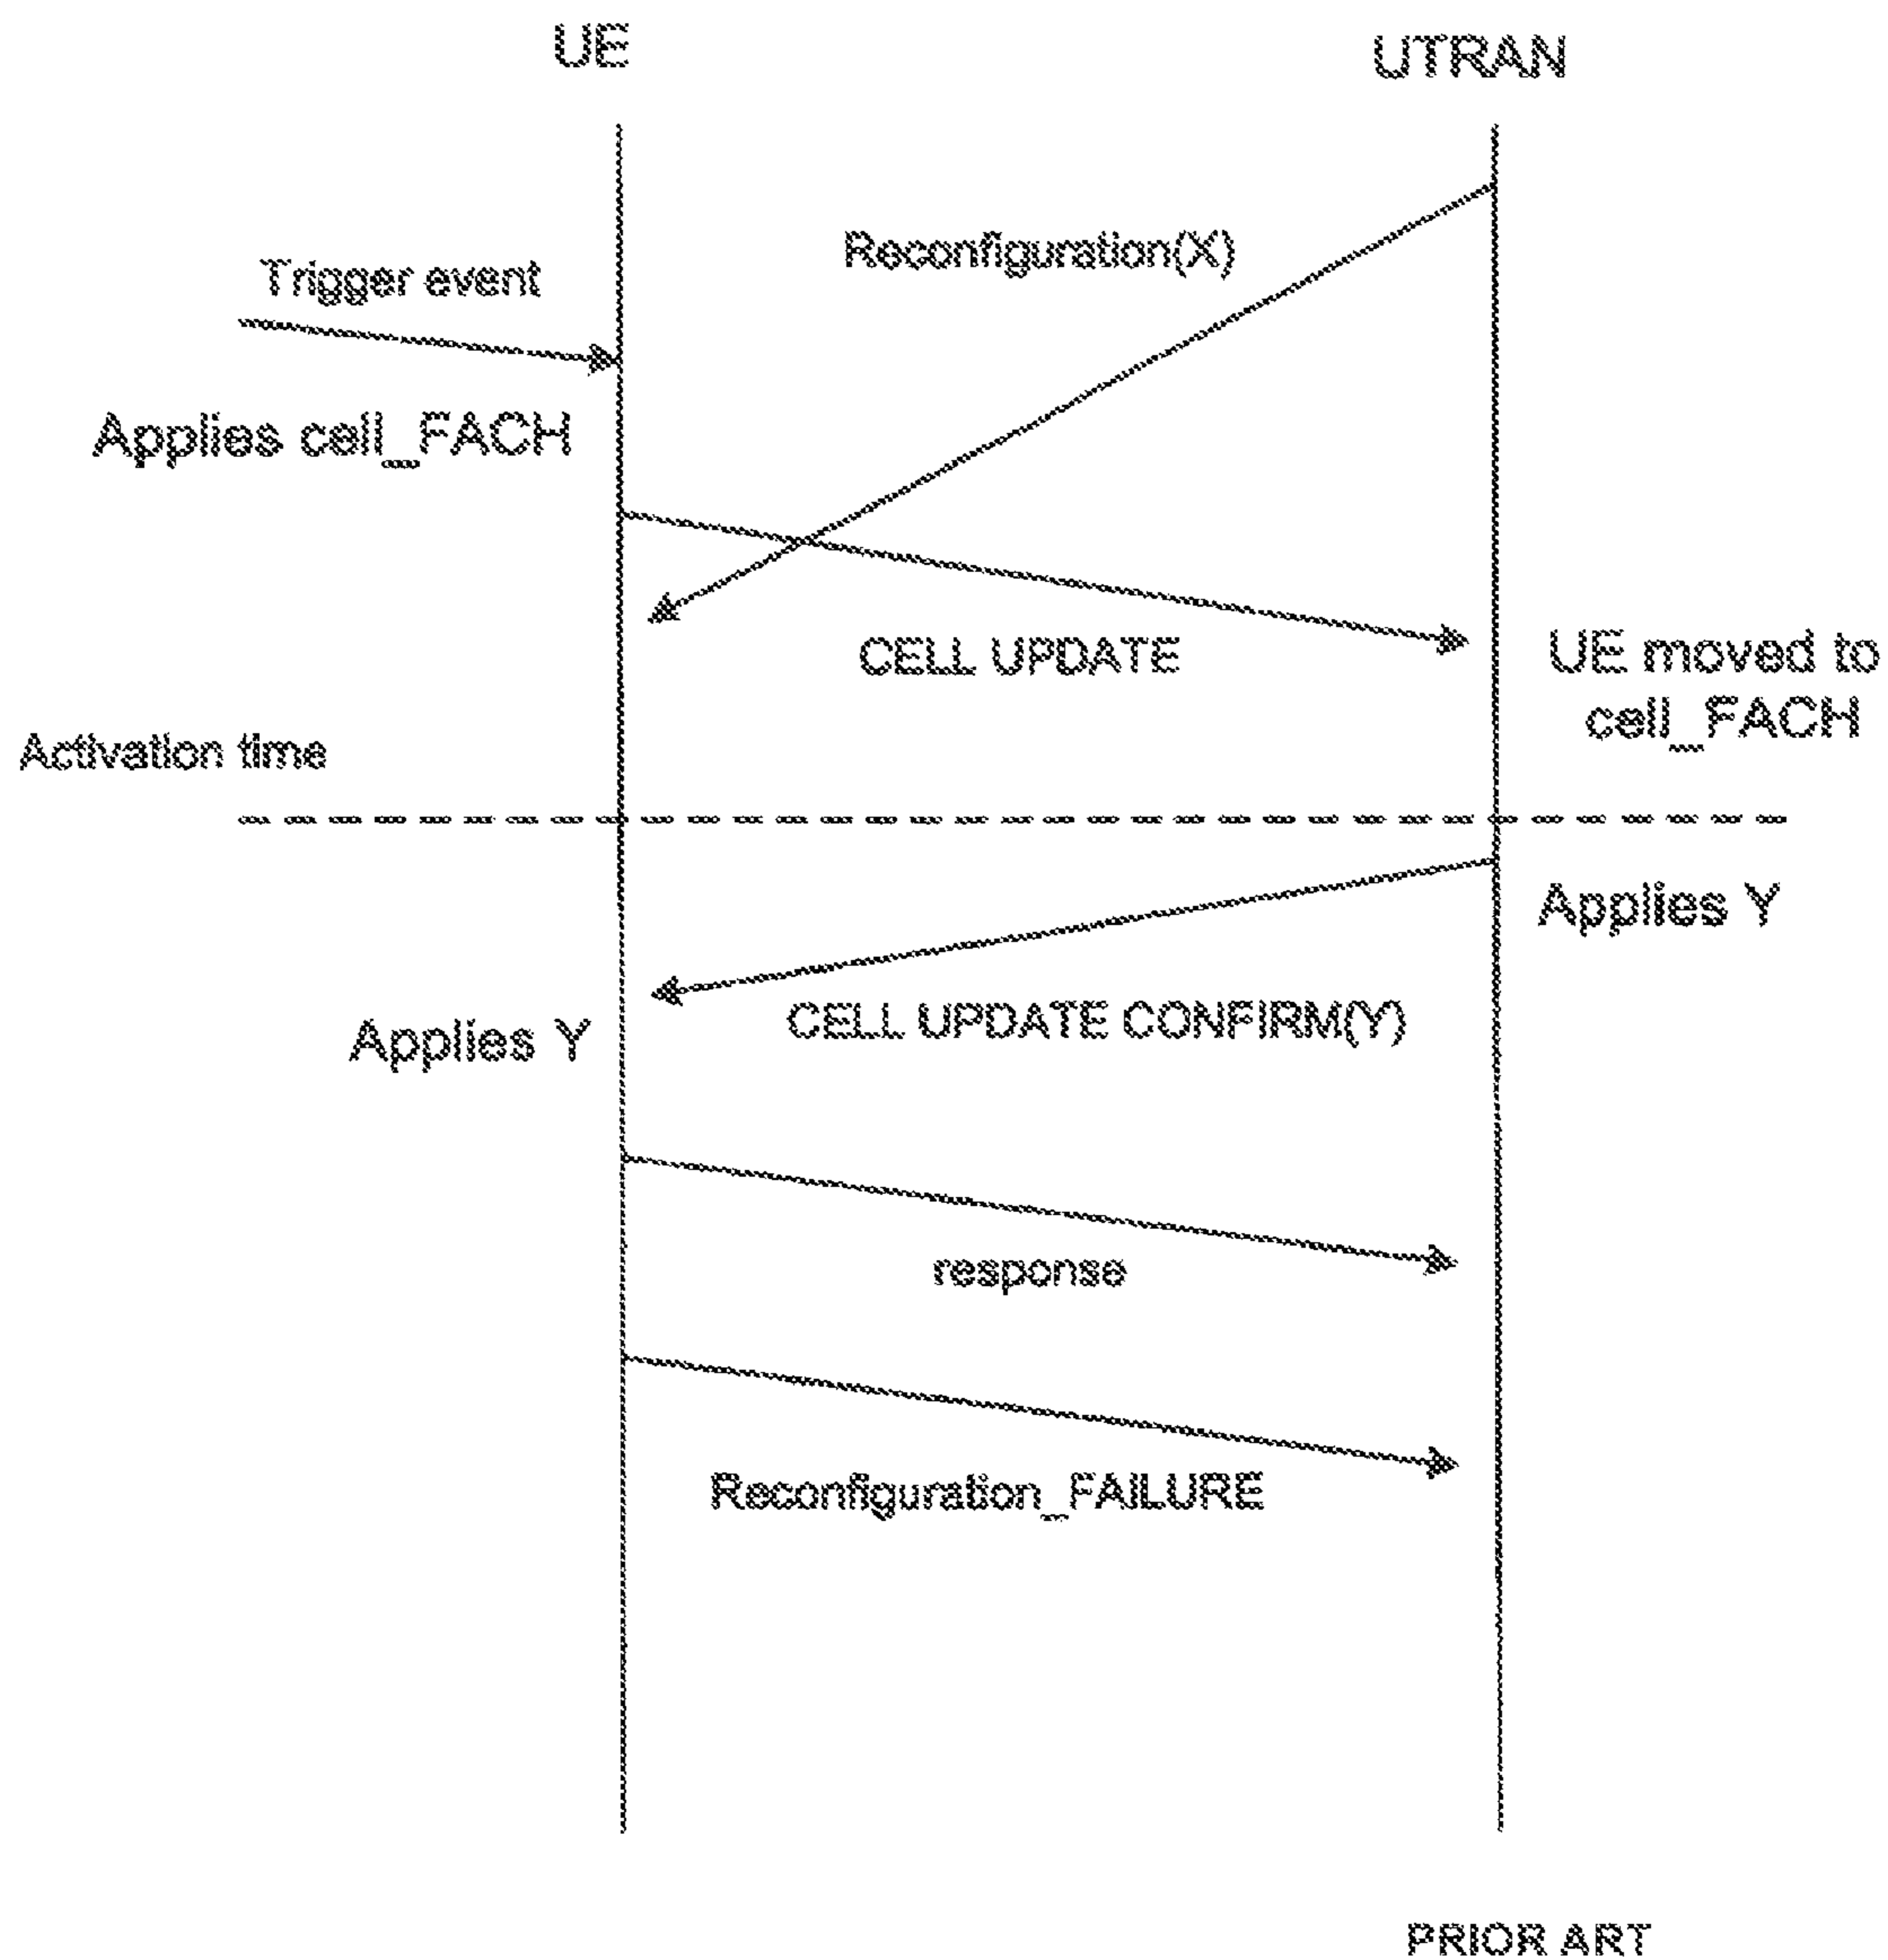 UE
UTRAN
Reconfiguration(X)
Trigger event
Applies cell_FACH
CELL UPDATE
UE moved to
cell_FACH
Activation time
Applies Y
CELL UPDATE CONFIRM(Y)
Applies Y
response
Reconfiguration_FAILURE
PRIOR ART